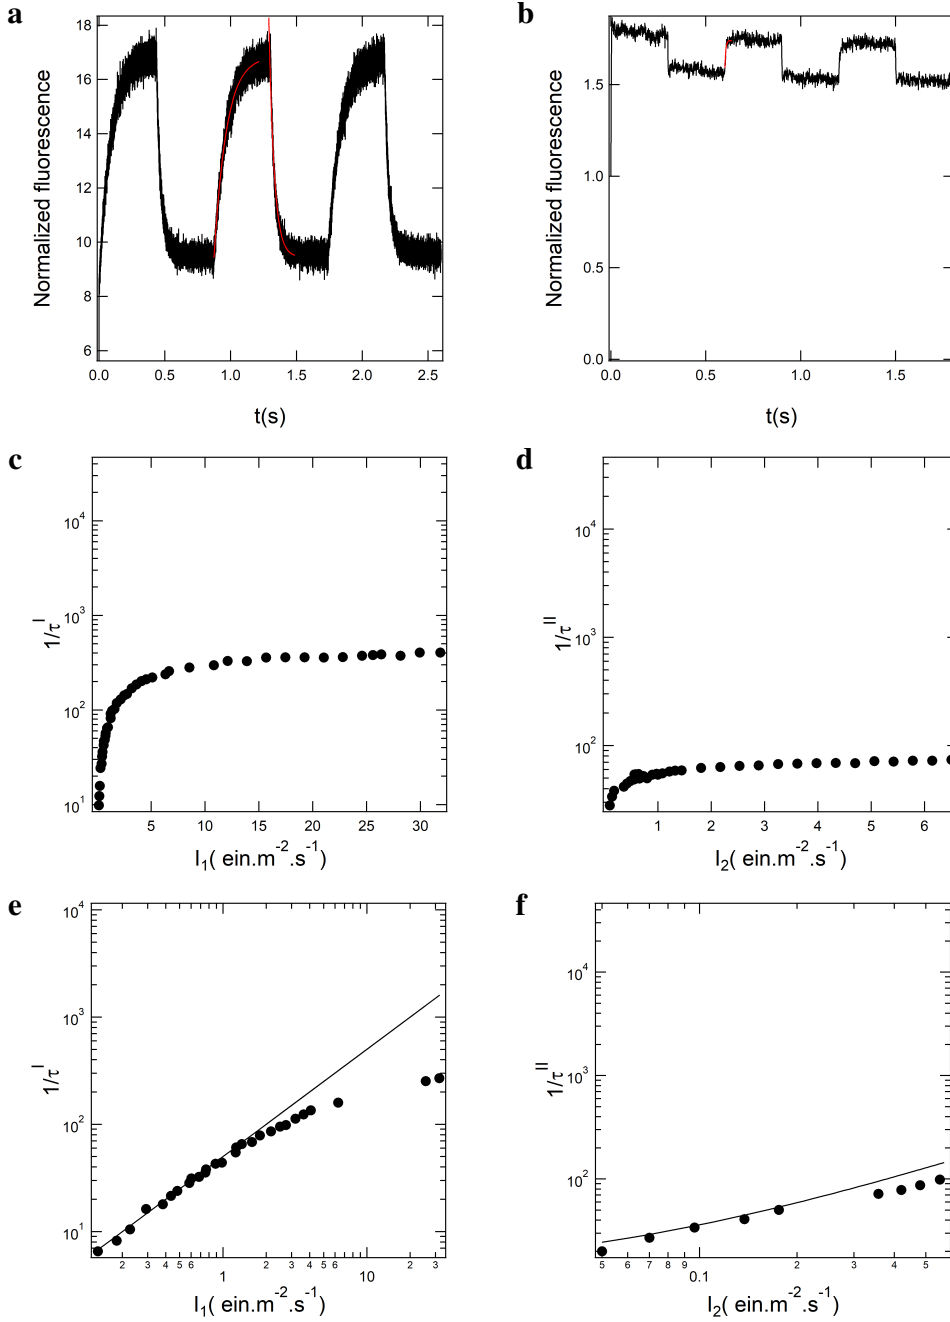 a
b
18
16
14
12
10
8
6
Normalized fluorescence
0.0 0.5 1.0 1.5 2.0 2.5
t(s)
1.5
1.0
0.5
0.0
Normalized fluorescence
0.0 0.5 1.0 1.5
t(s)
c
d
10^4
10^3
10^2
10^1
1/τ^I
5 10 15 20 25 30
I_1( ein.m^-2.s^-1)
10^4
10^3
10^2
1/τ^II
1 2 3 4 5 6
I_2( ein.m^-2.s^-1)
e
f
10^4
10^3
10^2
10^1
1/τ^I
2 3 4 5 6 1 2 3 4 5 6 10 2 3
I_1( ein.m^-2.s^-1)
10^4
10^3
10^2
1/τ^II
5 6 7 8 9 0.1 2 3 4 5
I_2( ein.m^-2.s^-1)